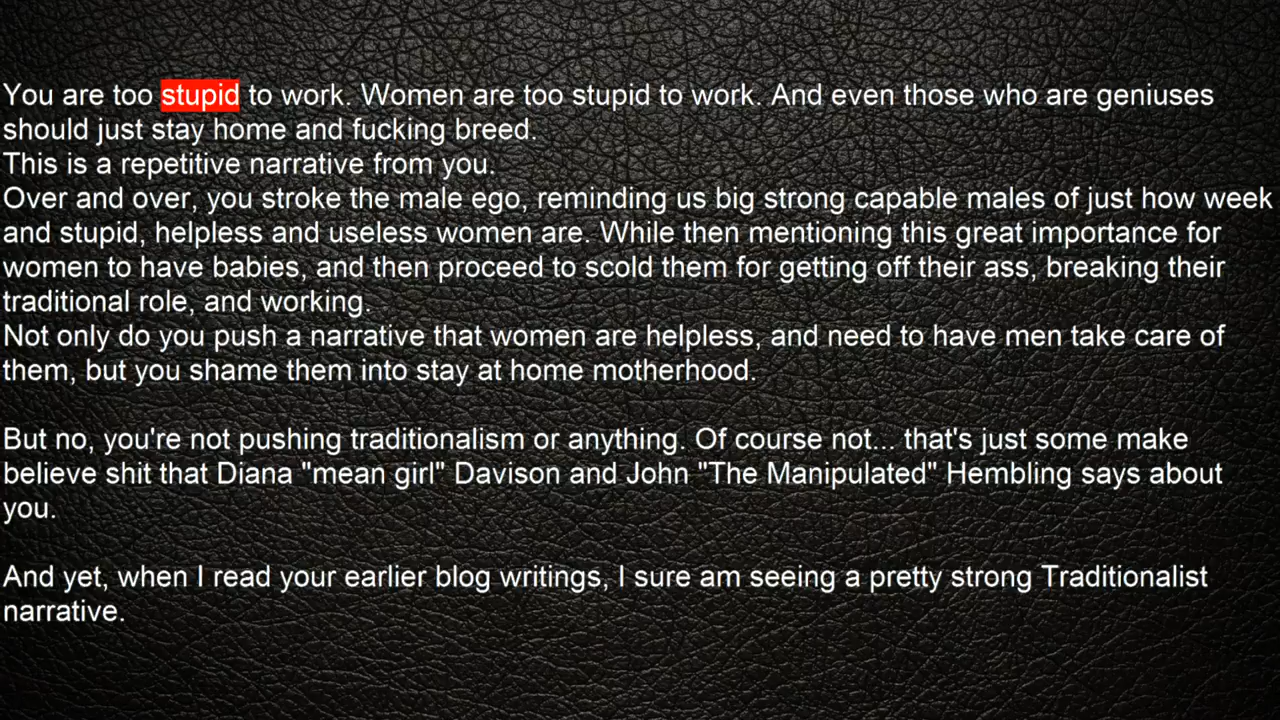 You are too stupid to work. Women are too stupid to work. And even those who are geniuses
should just stay home and fucking breed.
This is a repetitive narrative from you.
Over and over, you stroke the male ego, reminding us big strong capable males of just how week
and stupid, helpless and useless women are. While then mentioning this great importance for
women to have babies, and then proceed to scold them for getting off their ass, breaking their
traditional role, and working.
Not only do you push a narrative that women are helpless, and need to have men take care of
them, but you shame them into stay at home motherhood.
But no, you're not pushing traditionalism or anything. Of course not... that's just some make
believe shit that Diana "mean girl" Davison and John "The Manipulated" Hembling says about
you.
And yet, when I read your earlier blog writings, I sure am seeing a pretty strong Traditionalist
narrative.